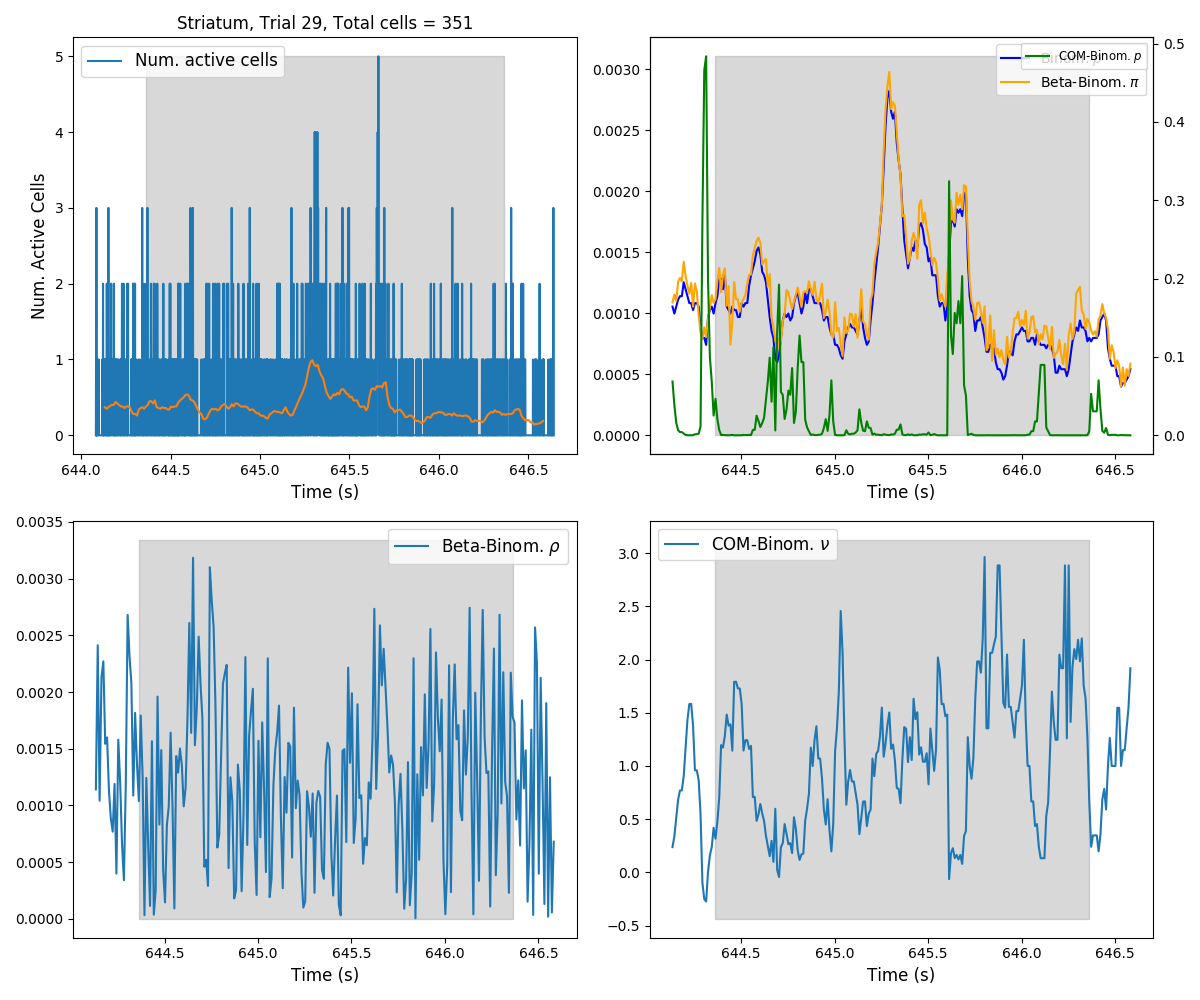 Striatum, Trial 29, Total cells = 351
Num. active cells
Num. Active Cells
5
4
3
2
1
0
644.0 644.5 645.0 645.5 646.0 646.5
Time (s)
COM-Binom. p
Beta-Binom. π
0.0030
0.0025
0.0020
0.0015
0.0010
0.0005
0.0000
0.5
0.4
0.3
0.2
0.1
0.0
644.5 645.0 645.5 646.0 646.5
Time (s)
Beta-Binom. ρ
0.0035
0.0030
0.0025
0.0020
0.0015
0.0010
0.0005
0.0000
644.5 645.0 645.5 646.0 646.5
Time (s)
COM-Binom. ν
3.0
2.5
2.0
1.5
1.0
0.5
0.0
−0.5
644.5 645.0 645.5 646.0 646.5
Time (s)